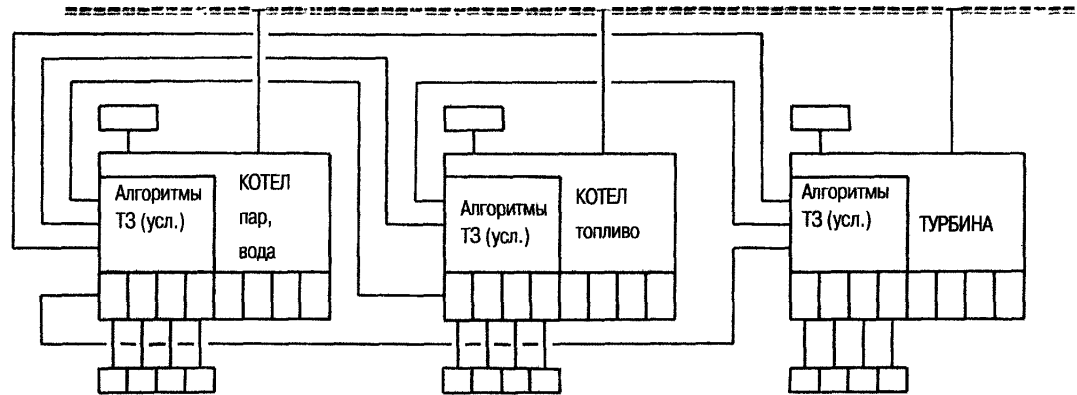 Алгоритмы
ТЗ (усл.)
КОТЕЛ
пар,
вода
Алгоритмы
ТЗ (усл.)
КОТЕЛ
топливо
Алгоритмы
ТЗ (усл.)
ТУРБИНА